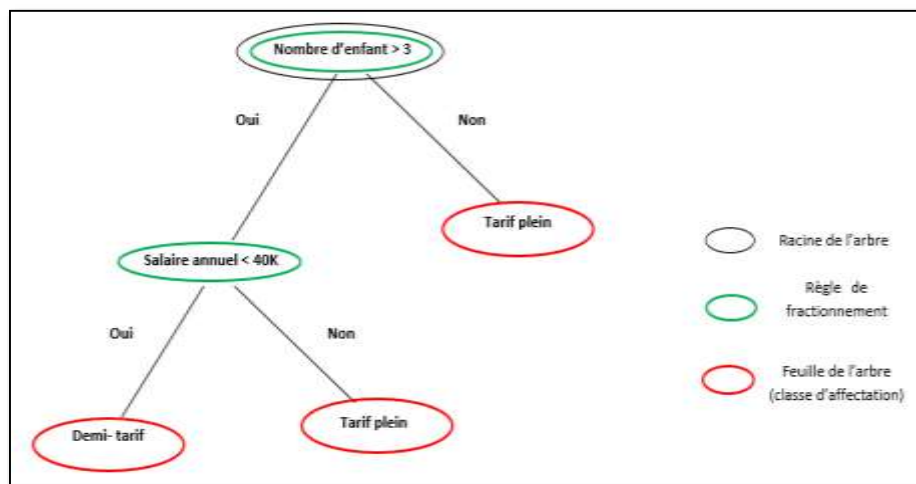 Nombre d'enfant > 3
Oui
Non
Tarif plein
Salaire annuel < 40K
Oui
Non
Demi- tarif
Tarif plein
Racine de l'arbre
Règle de
fractionnement
Feuille de l'arbre
(classe d'affectation)